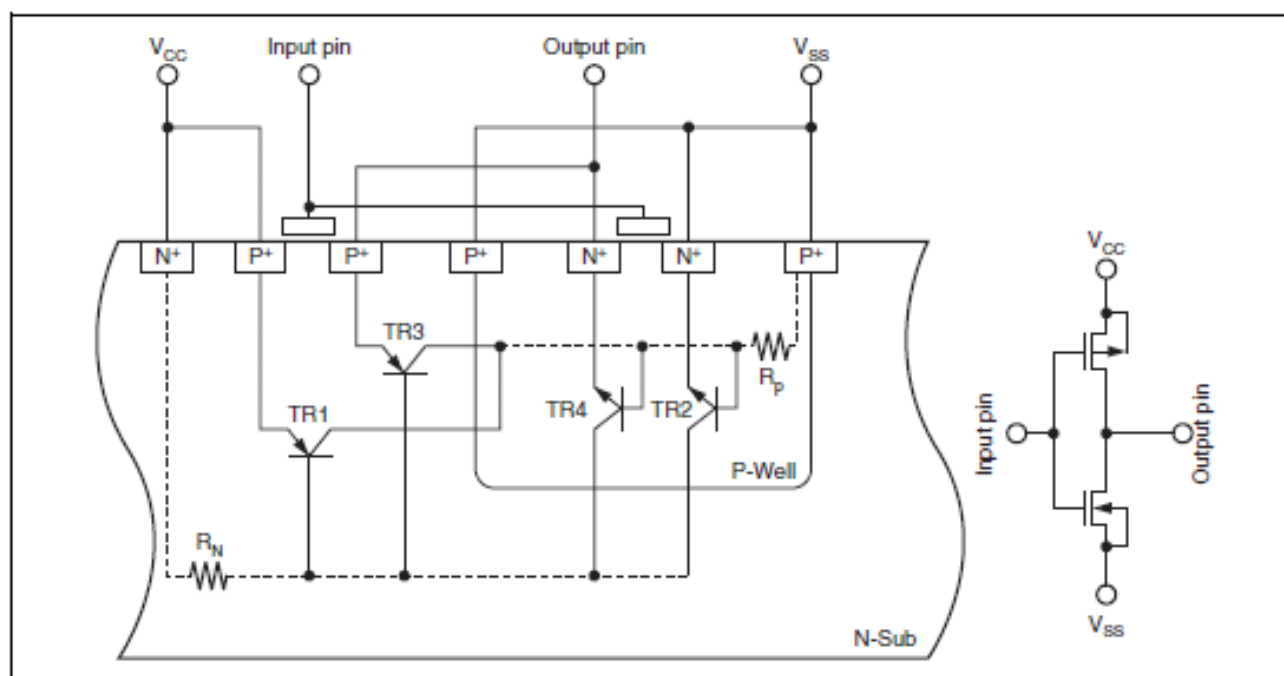 VCC Input pin Output pin VSS
N+ P+ P+ P+ N+ N+ P+
TR3
RP
TR1 TR4 TR2
P-Well
RN
N-Sub
VCC
Input pin
Output pin
VSS